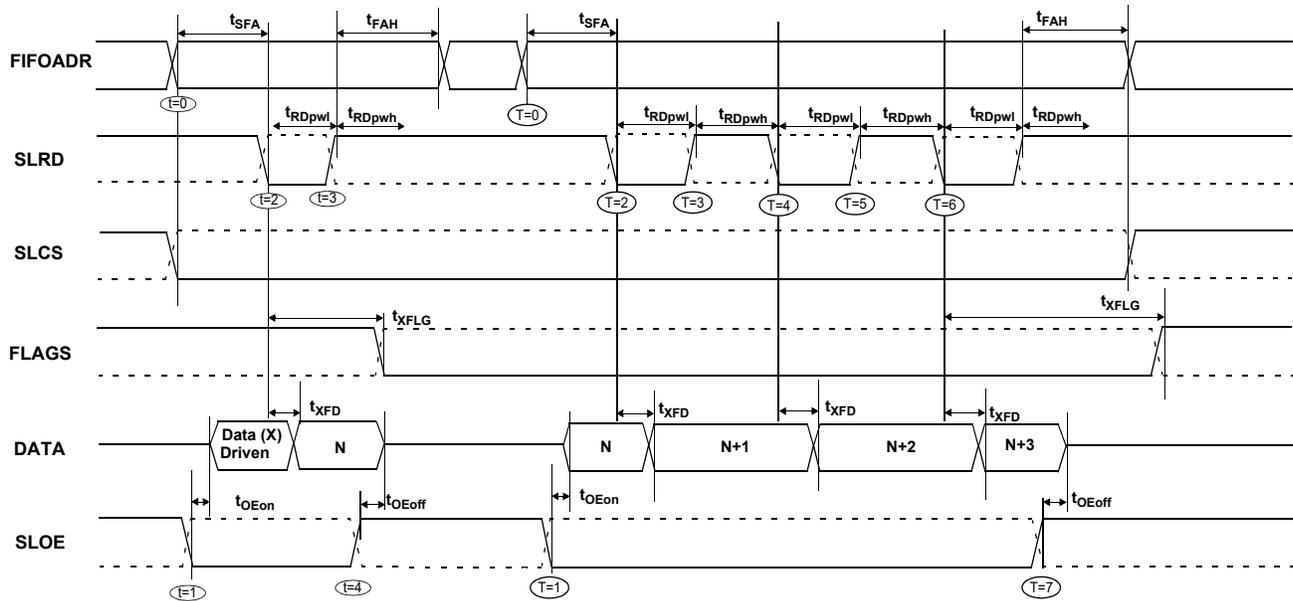 tSFA tFAH tSFA tFAH
FIFOADR
t=0 T=0
tRDpwl tRDpwh tRDpwl tRDpwh tRDpwl tRDpwh tRDpwl tRDpwh
SLRD
t=2 t=3 T=2 T=3 T=4 T=5 T=6
SLCS
tXFLG tXFLG
FLAGS
tXFD tXFD tXFD tXFD
DATA
Data (X)
Driven
N N N+1 N+2 N+3
tOEon tOEoff tOEon tOEoff
SLOE
t=1 t=4 T=1 T=7